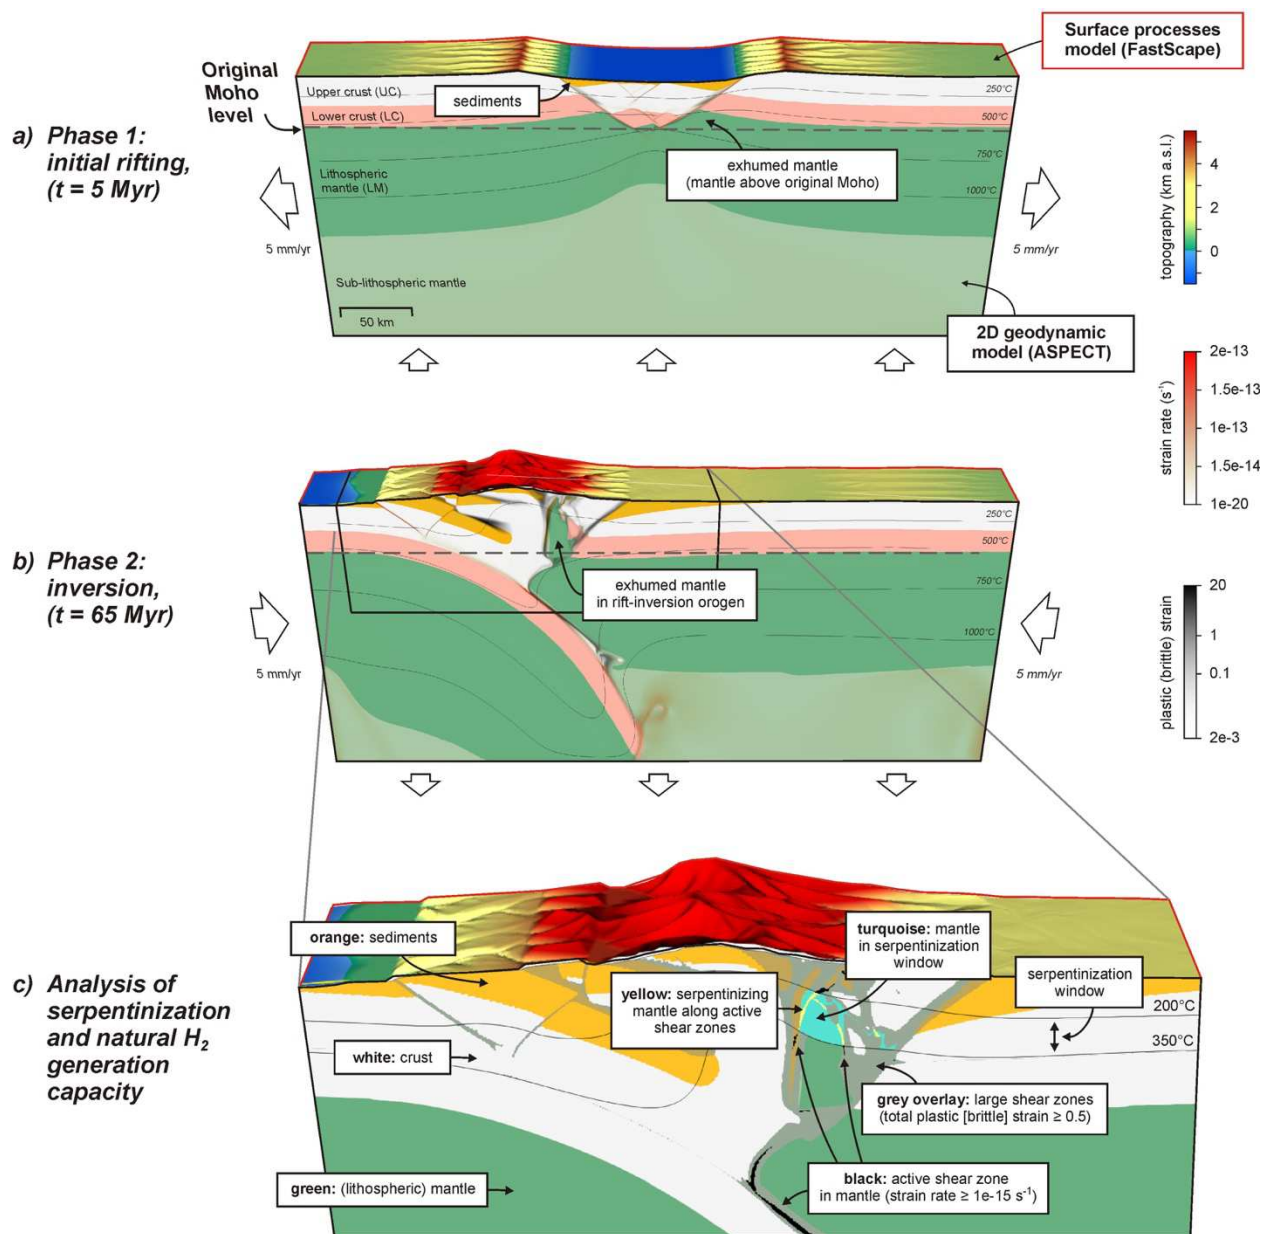 Surface processes
model (FastScape)
Original
Moho
level
Upper crust (UC)
sediments
250°C
Lower crust (LC)
500°C
a) Phase 1:
initial rifting,
(t = 5 Myr)
exhumed mantle
(mantle above original Moho)
750°C
Lithospheric
mantle (LM)
1000°C
5 mm/yr
5 mm/yr
Sub-lithospheric mantle
50 km
2D geodynamic
model (ASPECT)
topography (km a.s.l.)
4
2
0
strain rate (s⁻¹)
2e-13
1.5e-13
1e-13
1.5e-14
1e-20
plastic (brittle) strain
20
1
0.1
2e-3
b) Phase 2:
inversion,
(t = 65 Myr)
250°C
500°C
exhumed mantle
in rift-inversion orogen
750°C
1000°C
5 mm/yr
5 mm/yr
c) Analysis of
serpentinization
and natural H₂
generation
capacity
orange: sediments
turquoise: mantle
in serpentinization
window
serpentinization
window
yellow: serpentinizing
mantle along active
shear zones
200°C
350°C
white: crust
grey overlay: large shear zones
(total plastic [brittle] strain ≥ 0.5)
green: (lithospheric) mantle
black: active shear zone
in mantle (strain rate ≥ 1e-15 s⁻¹)